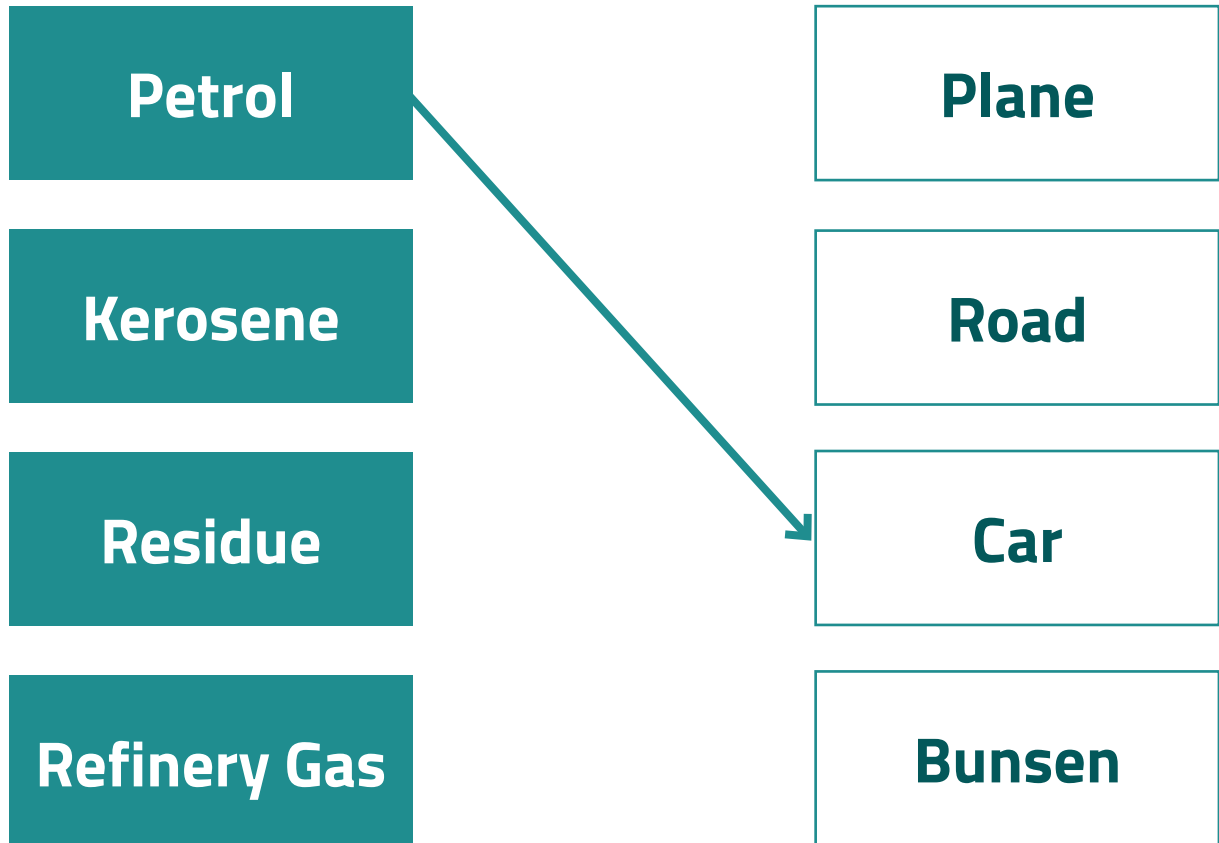 Petrol
Plane
Kerosene
Road
Residue
Car
Refinery Gas
Bunsen